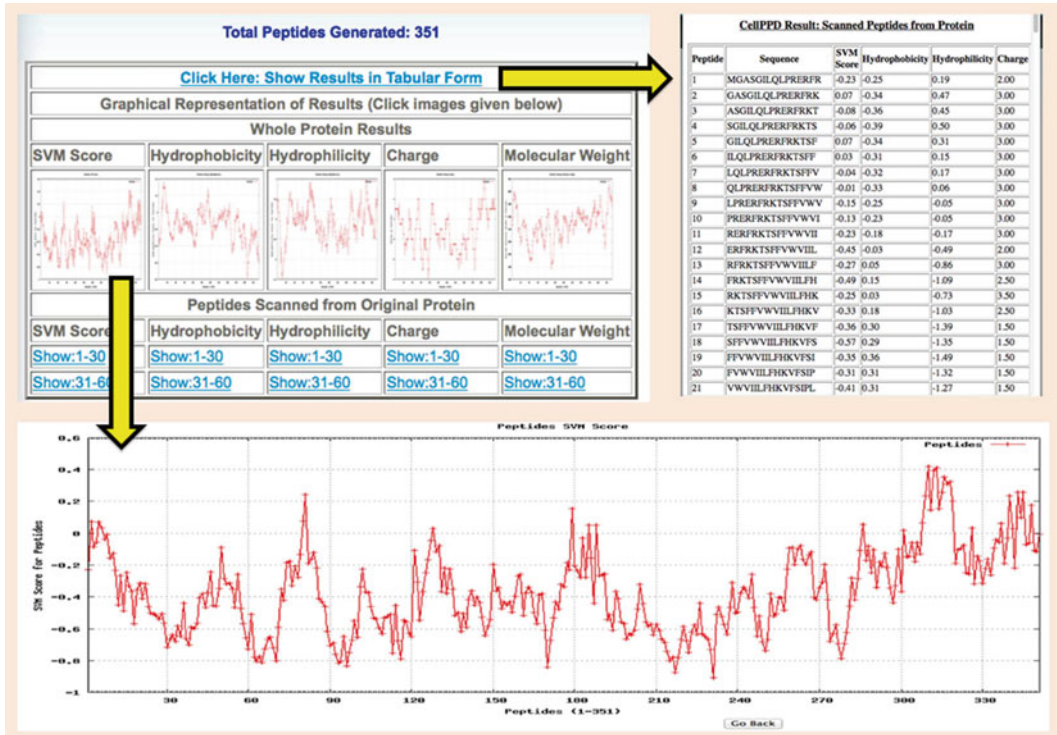 Total Peptides Generated: 351
Click Here: Show Results in Tabular Form
Graphical Representation of Results (Click images given below)
Whole Protein Results
SVM Score Hydrophobicity Hydrophilicity Charge Molecular Weight
Peptides Scanned from Original Protein
SVM Score Hydrophobicity Hydrophilicity Charge Molecular Weight
Show:1-30 Show:1-30 Show:1-30 Show:1-30 Show:1-30
Show:31-60 Show:31-60 Show:31-60 Show:31-60 Show:31-60
CellPPD Result: Scanned Peptides from Protein
Peptide Sequence SVM Score Hydrophobicity Hydrophilicity Charge
1 MGASGILQLPRERFR -0.23 -0.25 0.19 2.00
2 GASGILQLPRERFRK 0.07 -0.34 0.47 3.00
3 ASGILQLPRERFRKT -0.08 -0.36 0.45 3.00
4 SGILQLPRERFRKTS -0.06 -0.39 0.50 3.00
5 GILQLPRERFRKTSF 0.07 -0.34 0.31 3.00
6 ILQLPRERFRKTSFF 0.03 -0.31 0.15 3.00
7 LQLPRERFRKTSFFV -0.04 -0.32 0.17 3.00
8 QLPRERFRKTSFFVW -0.01 -0.33 0.06 3.00
9 LPRERFRKTSFFVWV -0.15 -0.25 -0.05 3.00
10 PRERFRKTSFFVWVI -0.13 -0.23 -0.05 3.00
11 RERFRKTSFFVWVII -0.23 -0.18 -0.17 3.00
12 ERFRKTSFFVWVIIL -0.45 -0.03 -0.49 2.00
13 RFRKTSFFVWVIILF -0.27 0.05 -0.86 3.00
14 FRKTSFFVWVIILFH -0.49 0.15 -1.09 2.50
15 RKTSFFVWVIILFHK -0.25 0.03 -0.73 3.50
16 KTSFFVWVIILFHKV -0.33 0.18 -1.03 2.50
17 TSFFVWVIILFHKVF -0.36 0.30 -1.39 1.50
18 SFFVWVIILFHKVFS -0.57 0.29 -1.35 1.50
19 FFVWVIILFHKVFSI -0.35 0.36 -1.49 1.50
20 FVWVIILFHKVFSIP -0.31 0.31 -1.32 1.50
21 VWVIILFHKVFSIPL -0.41 0.31 -1.27 1.50
Peptides SVM Score
Peptides
SVM Score for Peptides
0.6
0.4
0.2
0
-0.2
-0.4
-0.6
-0.8
-1
30 60 90 120 150 180 210 240 270 300 330
Peptides (1-351)
Go Back